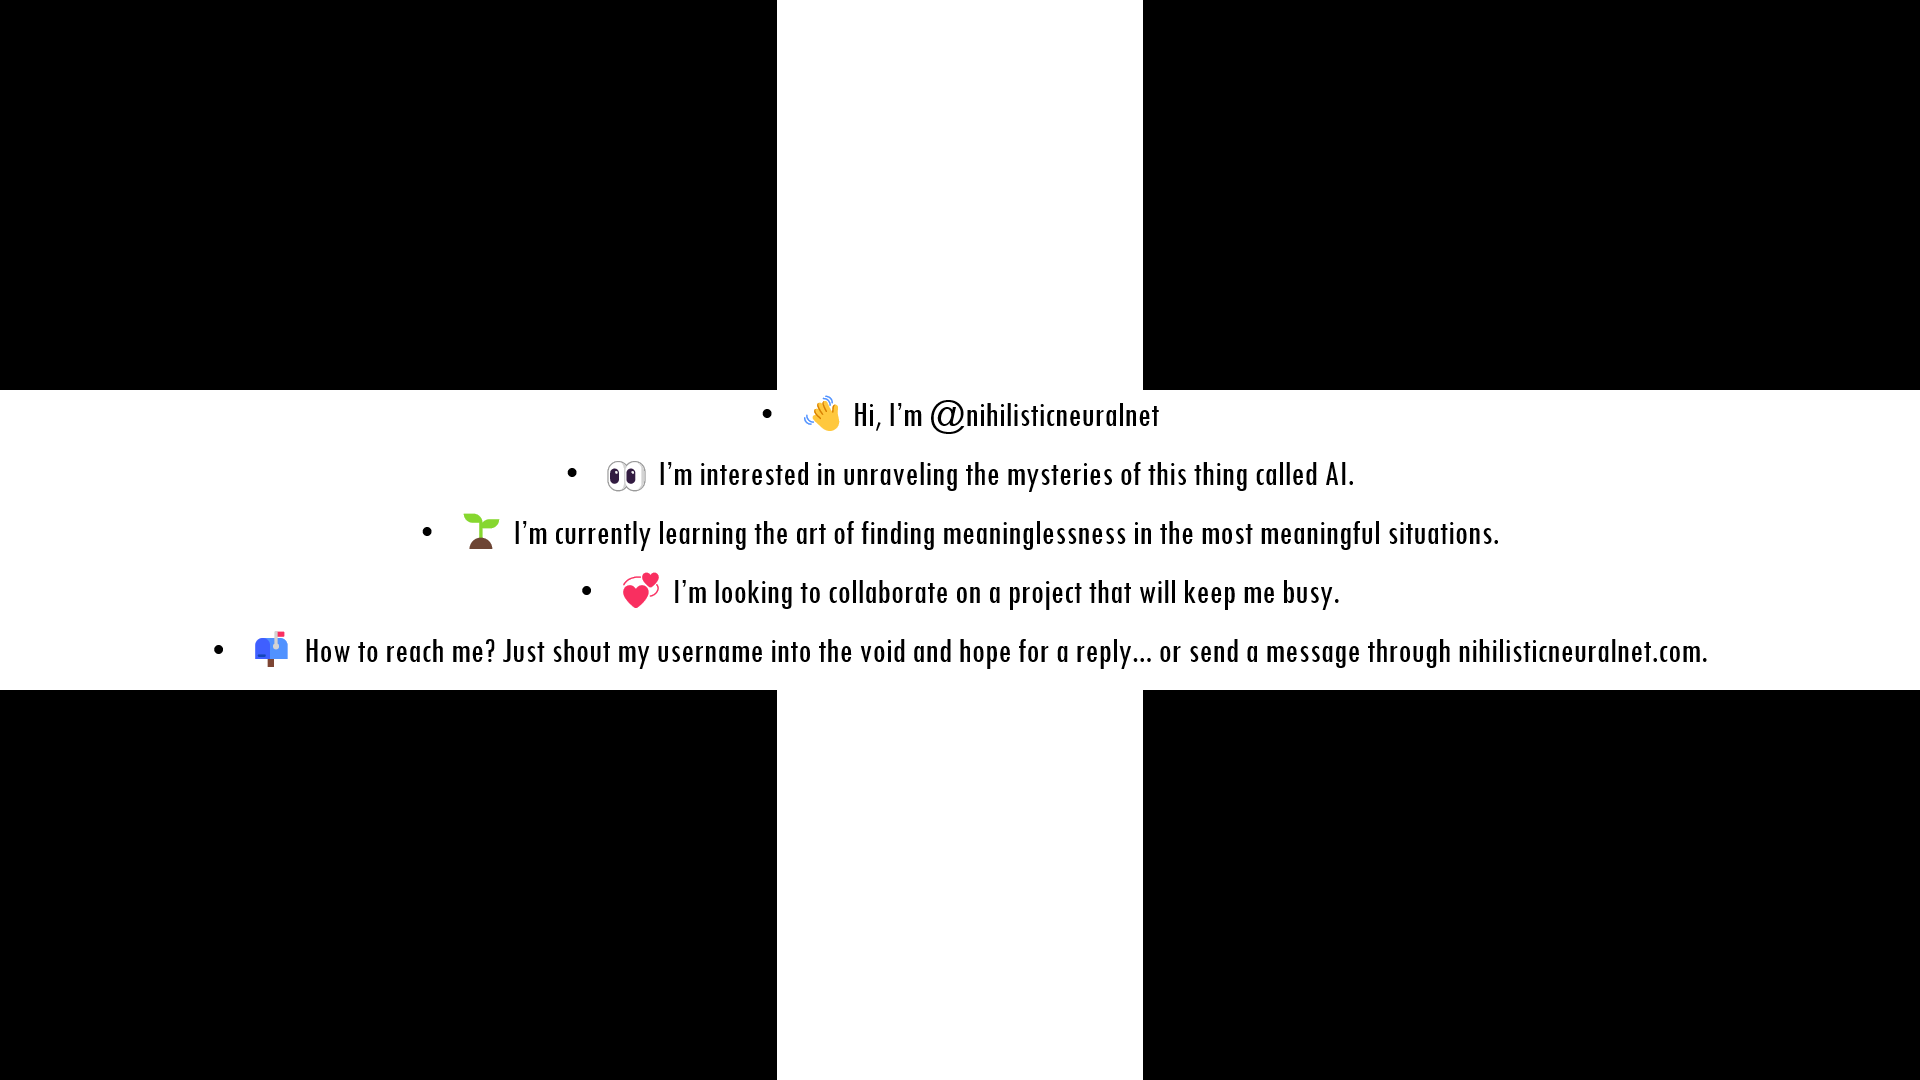 • 👋 Hi, I’m @nihilisticneuralnet
• 👀 I’m interested in unraveling the mysteries of this thing called AI.
• 🌱 I’m currently learning the art of finding meaninglessness in the most meaningful situations.
• 💞 I’m looking to collaborate on a project that will keep me busy.
• 📫 How to reach me? Just shout my username into the void and hope for a reply... or send a message through nihilisticneuralnet.com.